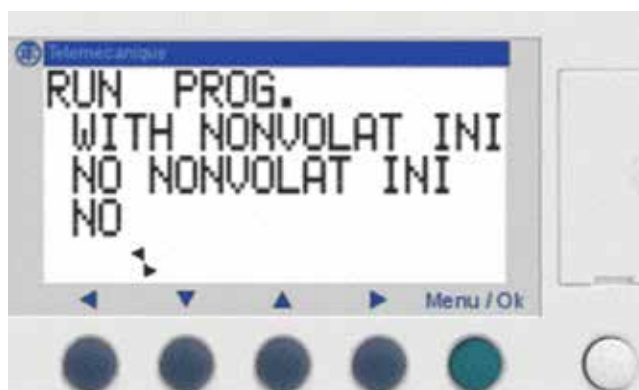 Telemecanique
RUN PROG.
WITH NONVOLAT INI
NO NONVOLAT INI
NO
Menu / Ok